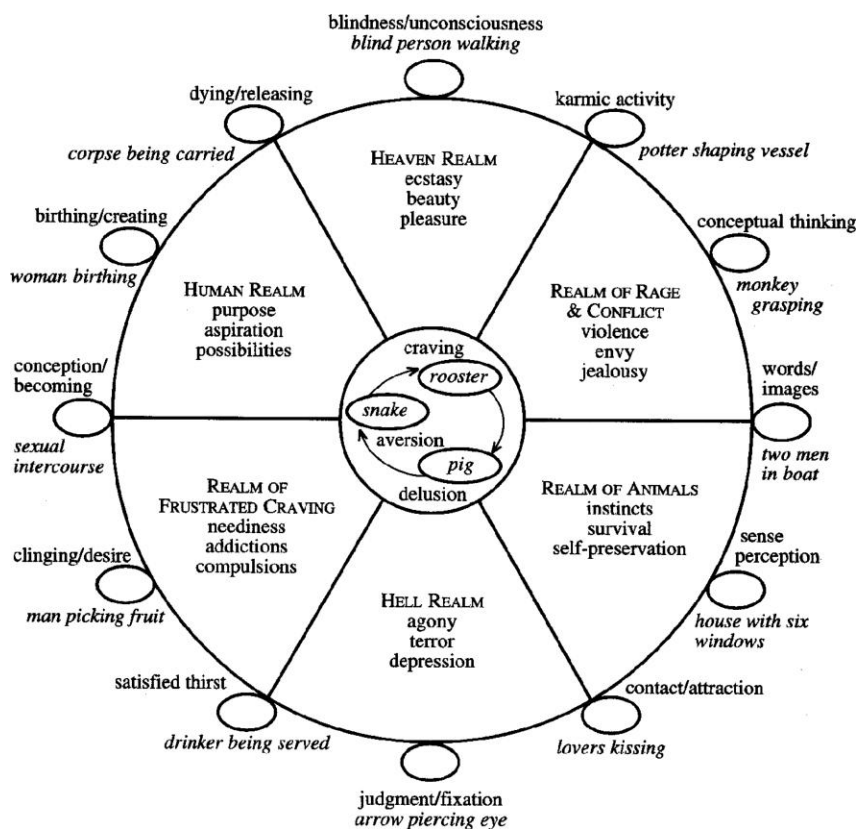 blindness/unconsciousness
blind person walking
dying/releasing
corpse being carried
karmic activity
potter shaping vessel
HEAVEN REALM
ecstasy
beauty
pleasure
birthing/creating
woman birthing
conceptual thinking
monkey
grasping
HUMAN REALM
purpose
aspiration
possibilities
REALM OF RAGE
& CONFLICT
violence
envy
jealousy
conception/
becoming
sexual
intercourse
craving
rooster
snake
aversion
pig
delusion
words/
images
two men
in boat
REALM OF
FRUSTRATED CRAVING
neediness
addictions
compulsions
REALM OF ANIMALS
instincts
survival
self-preservation
clinging/desire
man picking fruit
sense
perception
house with six
windows
HELL REALM
agony
terror
depression
satisfied thirst
drinker being served
contact/attraction
lovers kissing
judgment/fixation
arrow piercing eye